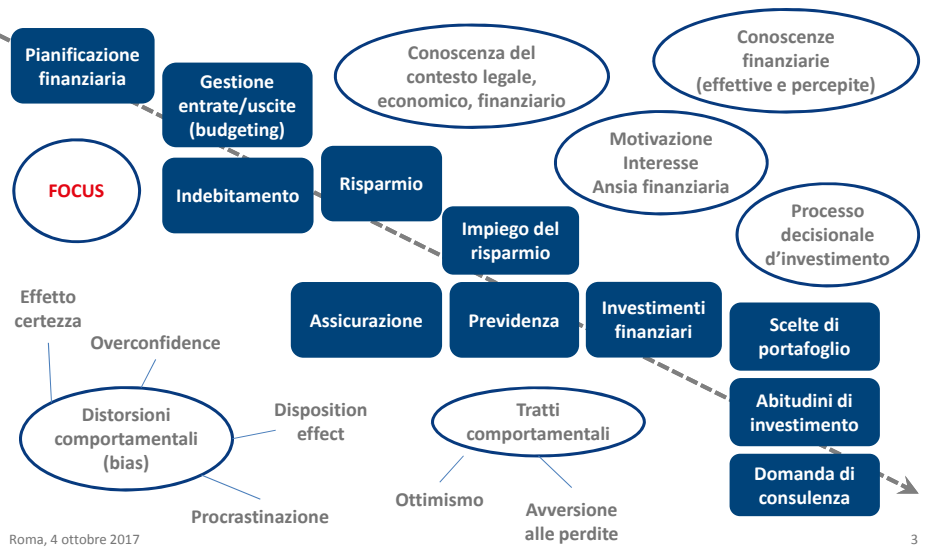 Pianificazione
finanziaria
Gestione
entrate/uscite
(budgeting)
Conoscenza del
contesto legale,
economico, finanziario
Conoscenze
finanziarie
(effettive e percepite)
FOCUS
Indebitamento
Risparmio
Motivazione
Interesse
Ansia finanziaria
Impiego del
risparmio
Processo
decisionale
d’investimento
Effetto
certezza
Overconfidence
Assicurazione
Previdenza
Investimenti
finanziari
Scelte di
portafoglio
Distorsioni
comportamentali
(bias)
Disposition
effect
Tratti
comportamentali
Abitudini di
investimento
Procrastinazione
Ottimismo
Avversione
alle perdite
Domanda di
consulenza
Roma, 4 ottobre 2017
3